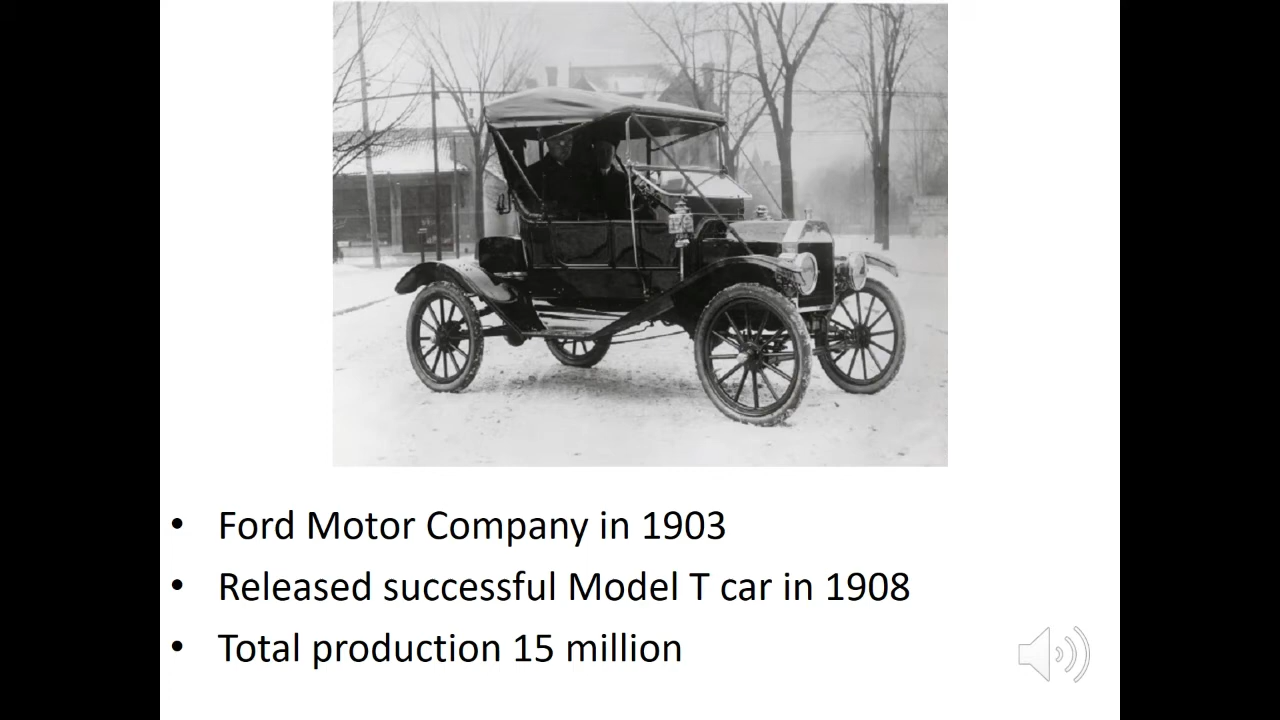 • Ford Motor Company in 1903
• Released successful Model T car in 1908
• Total production 15 million